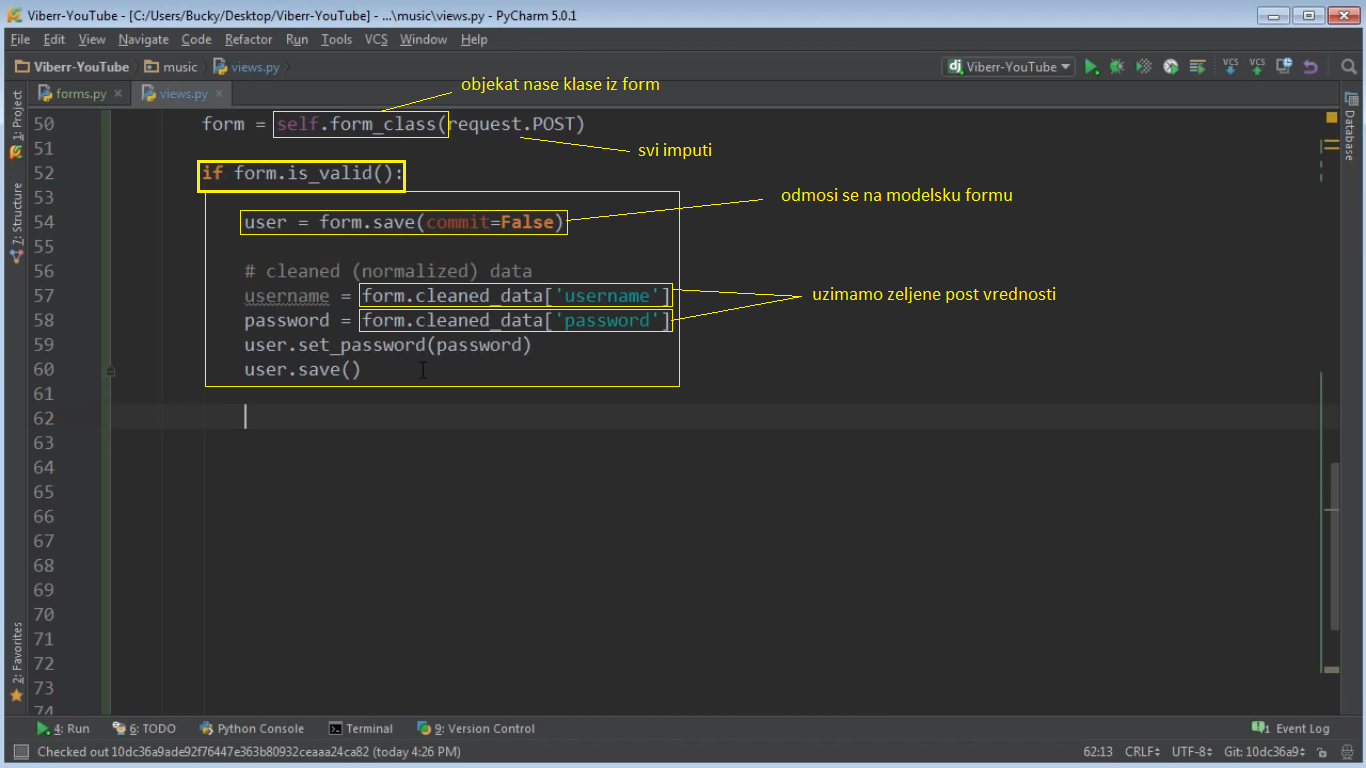 Viberr-YouTube - [C:/Users/Bucky/Desktop/Viberr-YouTube] - ...\music\views.py - PyCharm 5.0.1
File Edit View Navigate Code Refactor Run Tools VCS Window Help
Viberr-YouTube music views.py
Viberr-YouTube
VCS VCS
forms.py views.py
objekat nase klase iz form
1: Project
7: Structure
2: Favorites
Database
50 form = self.form_class(request.POST)
51
svi imputi
52 if form.is_valid():
53
odmosi se na modelsku formu
54 user = form.save(commit=False)
55
56 # cleaned (normalized) data
57 username = form.cleaned_data['username']
uzimamo zeljene post vrednosti
58 password = form.cleaned_data['password']
59 user.set_password(password)
60 user.save()
61
62
63
64
65
66
67
68
69
70
71
72
73
74
4: Run 6: TODO Python Console Terminal 9: Version Control 1 Event Log
Checked out 10dc36a9ade92f76447e363b80932ceaaa24ca82 (today 4:26 PM) 62:13 CRLF UTF-8 Git: 10dc36a9